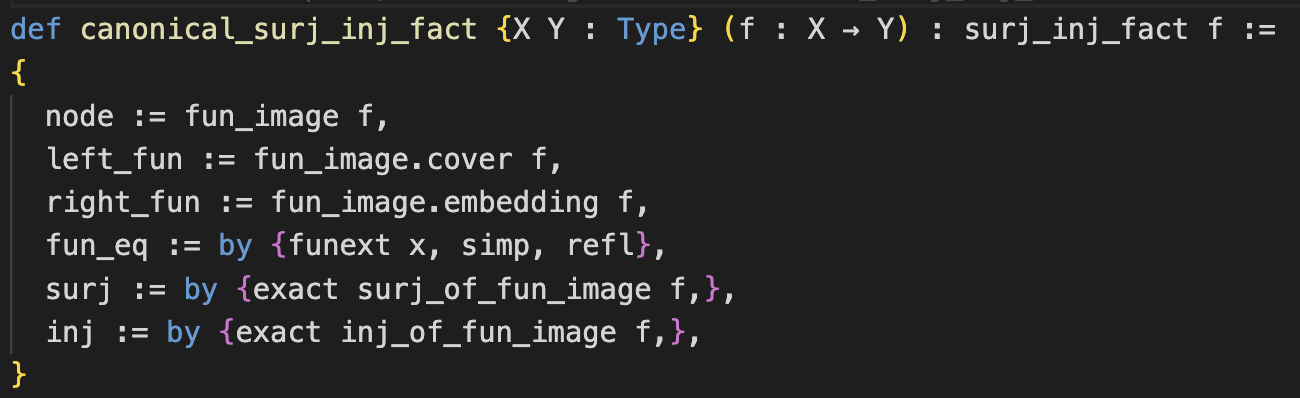 def canonical_surj_inj_fact {X Y : Type} (f : X → Y) : surj_inj_fact f :=
{
  node := fun_image f,
  left_fun := fun_image.cover f,
  right_fun := fun_image.embedding f,
  fun_eq := by {funext x, simp, refl},
  surj := by {exact surj_of_fun_image f,},
  inj := by {exact inj_of_fun_image f,},
}